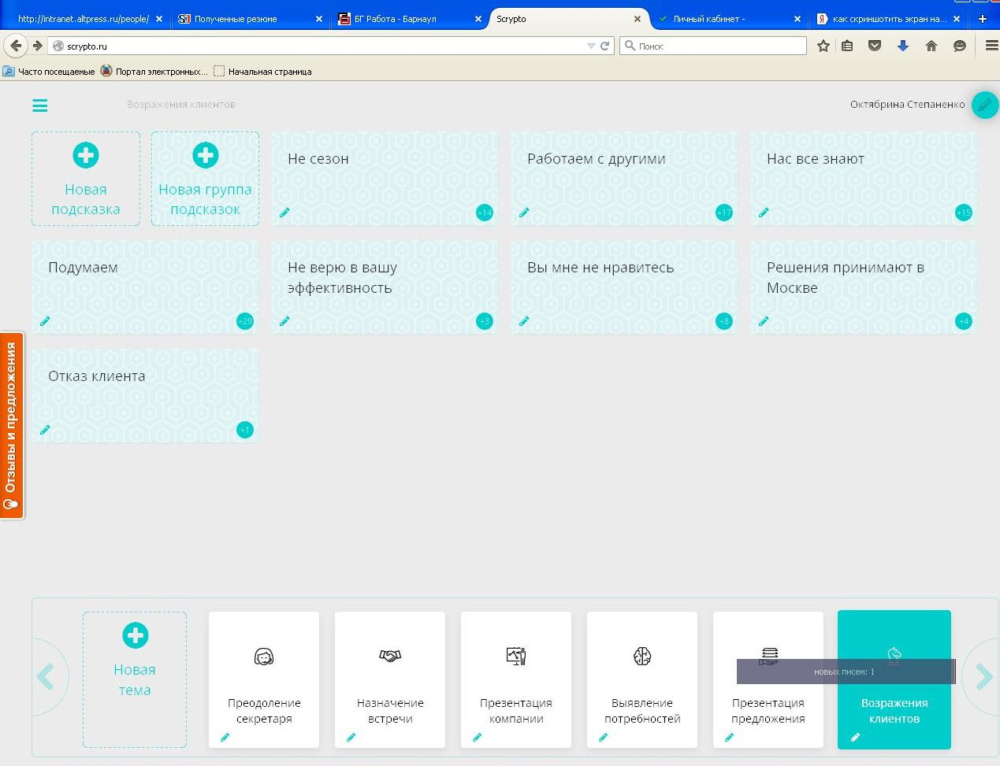 http://intranet.altpress.ru/people/
Полученные резюме
БГ Работа - Барнаул
Scrypto
Личный кабинет -
Я
как скриншотить экран на...
scrypto.ru
Поиск
Часто посещаемые
Портал электронных...
Начальная страница
Возражения клиентов
Октябрина Степаненко
Новая
подсказка
Новая группа
подсказок
Не сезон
+14
Работаем с другими
+17
Нас все знают
+15
Подумаем
+29
Не верю в вашу
эффективность
+3
Вы мне не нравитесь
+8
Решения принимают в
Москве
+4
Отказ клиента
+1
Отзывы и предложения
Новая
тема
Преодоление
секретаря
Назначение
встречи
Презентация
компании
Выявление
потребностей
Презентация
предложения
новых писем: 1
Возражения
клиентов